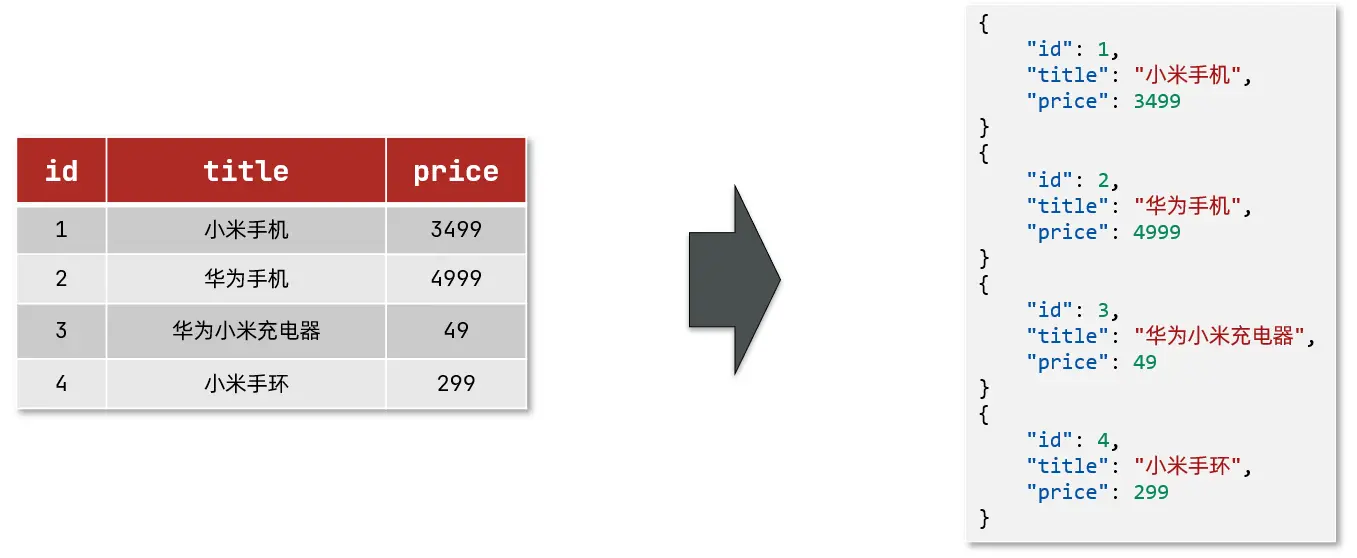 id title price
1 小米手机 3499
2 华为手机 4999
3 华为小米充电器 49
4 小米手环 299
{
"id": 1,
"title": "小米手机",
"price": 3499
}
{
"id": 2,
"title": "华为手机",
"price": 4999
}
{
"id": 3,
"title": "华为小米充电器",
"price": 49
}
{
"id": 4,
"title": "小米手环",
"price": 299
}